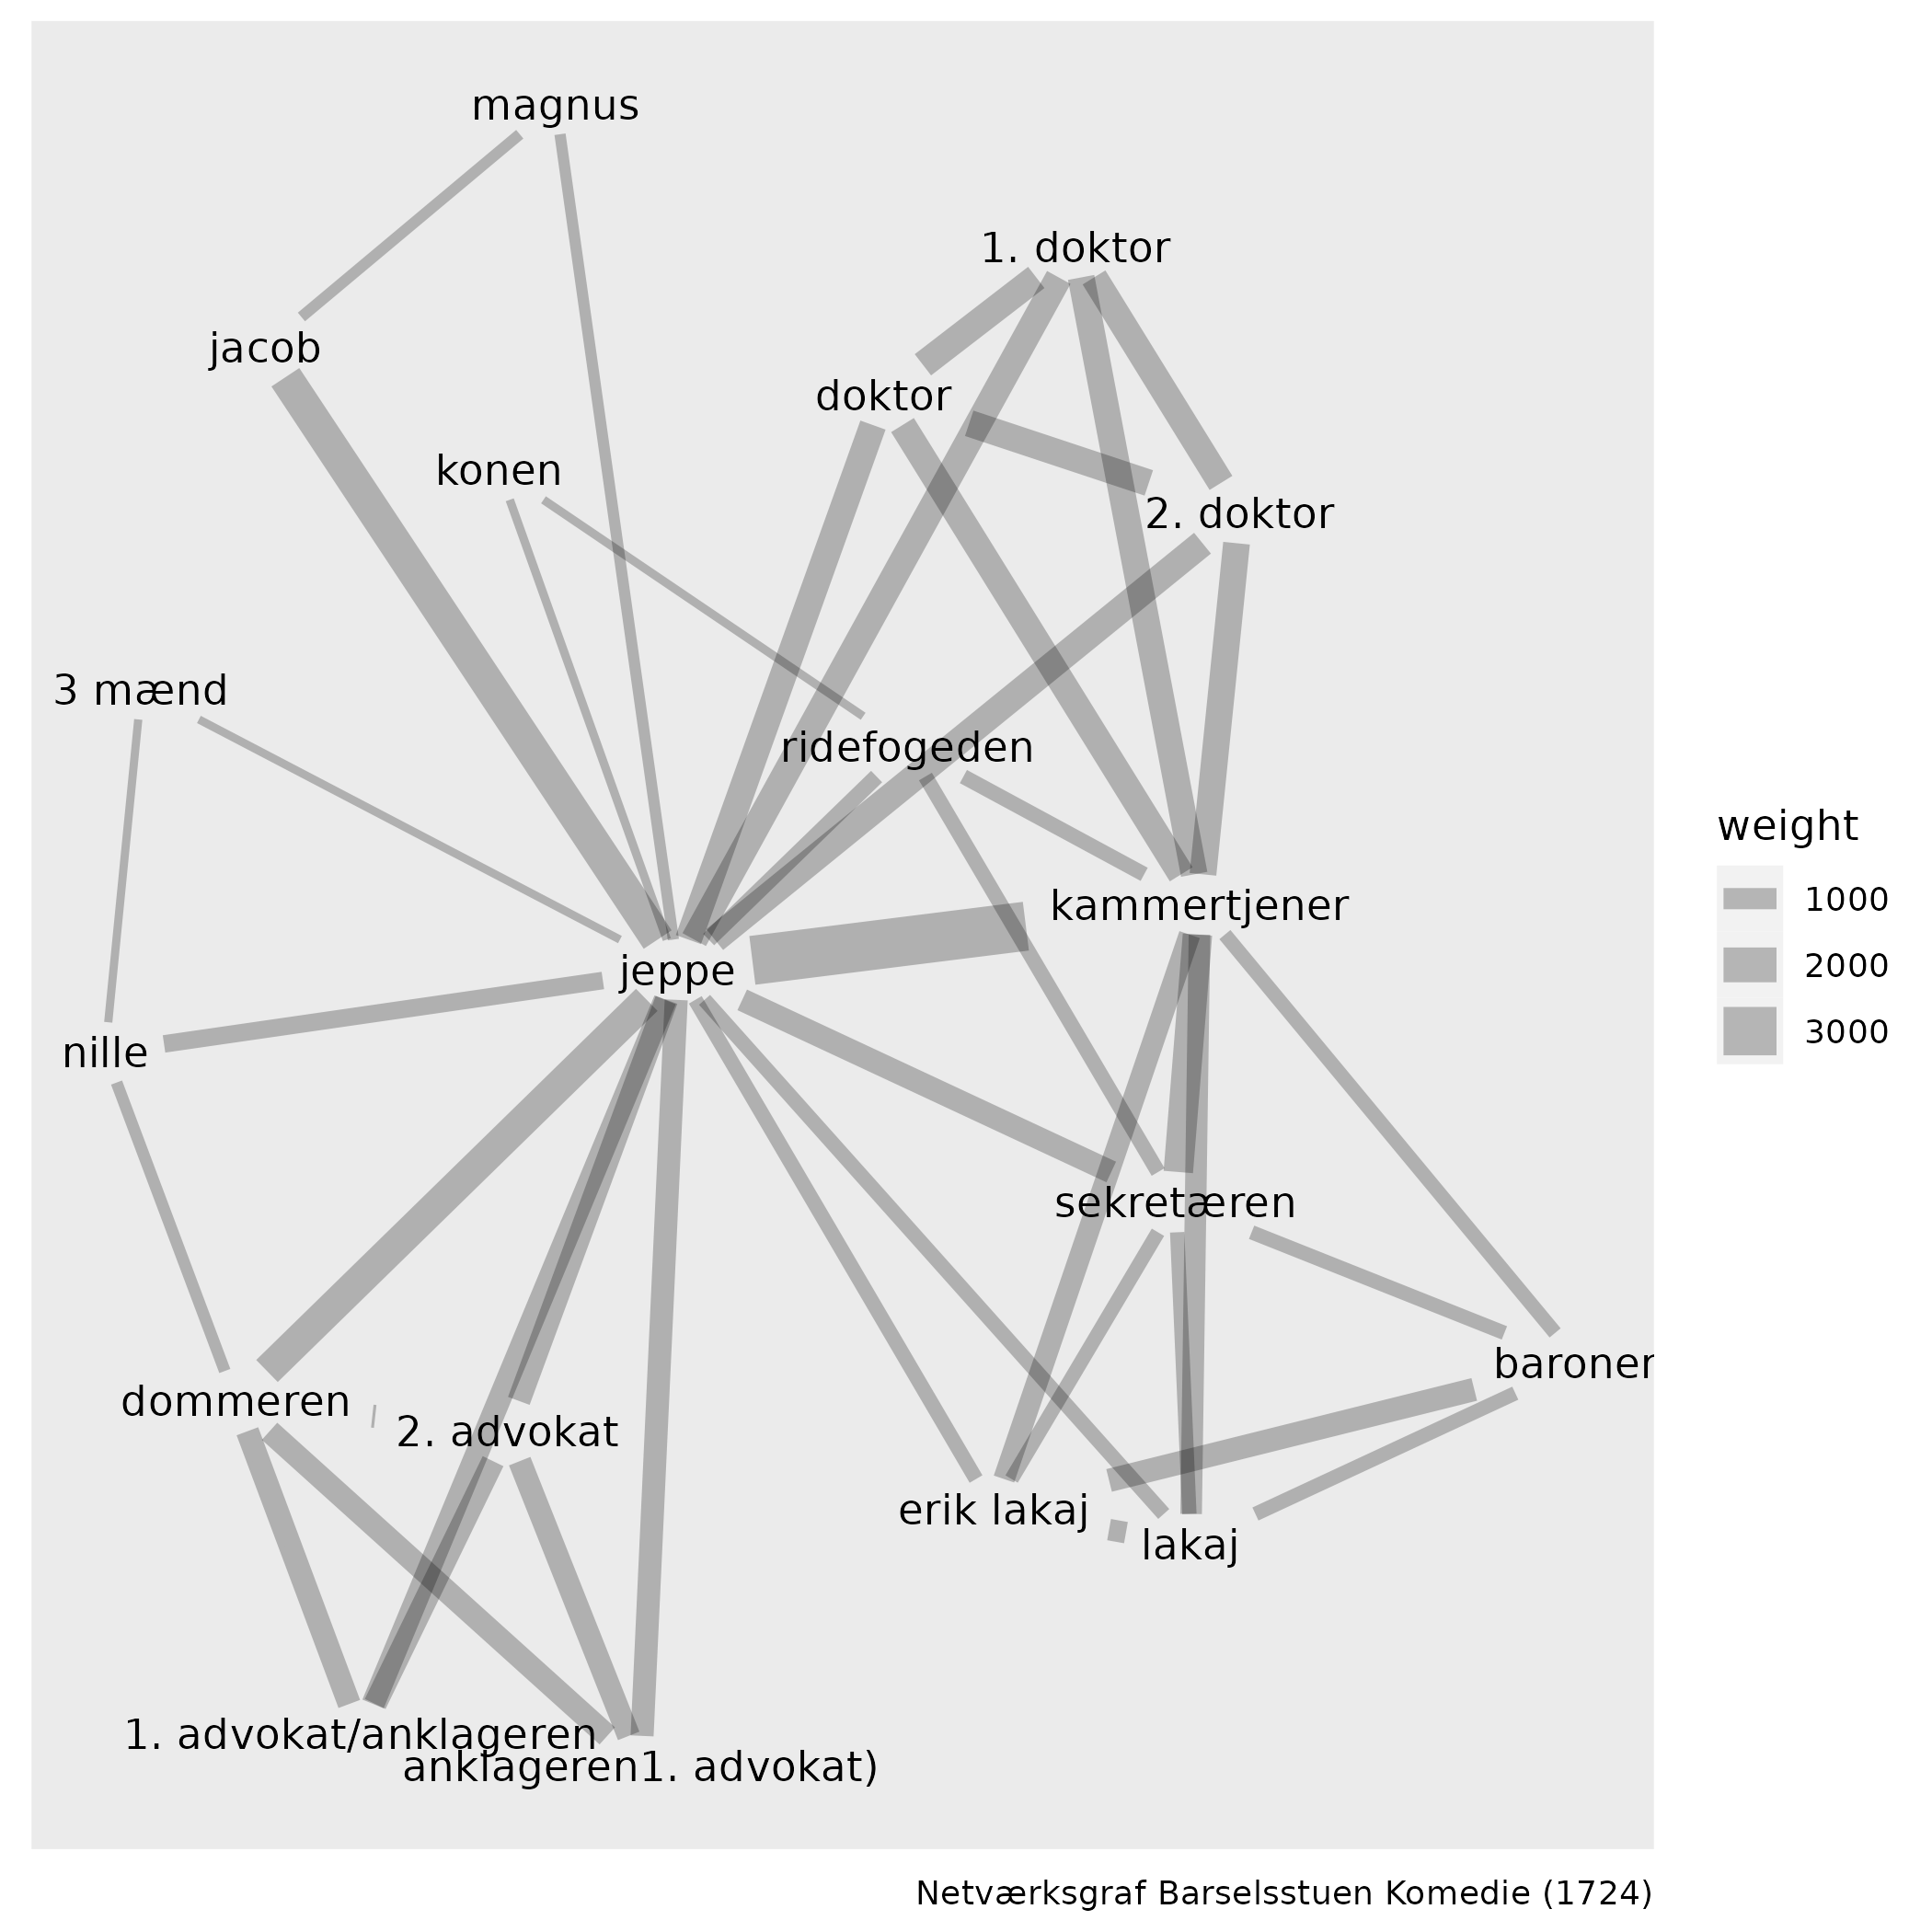 magnus
1. doktor
jacob
doktor
konen
2. doktor
3 mænd
ridefogeden
weight
1000
2000
3000
kammertjener
jeppe
nille
sekretæren
baroner
dommeren
2. advokat
erik lakaj
lakaj
1. advokat/anklageren
anklageren1. advokat)
Netværksgraf Barselsstuen Komedie (1724)